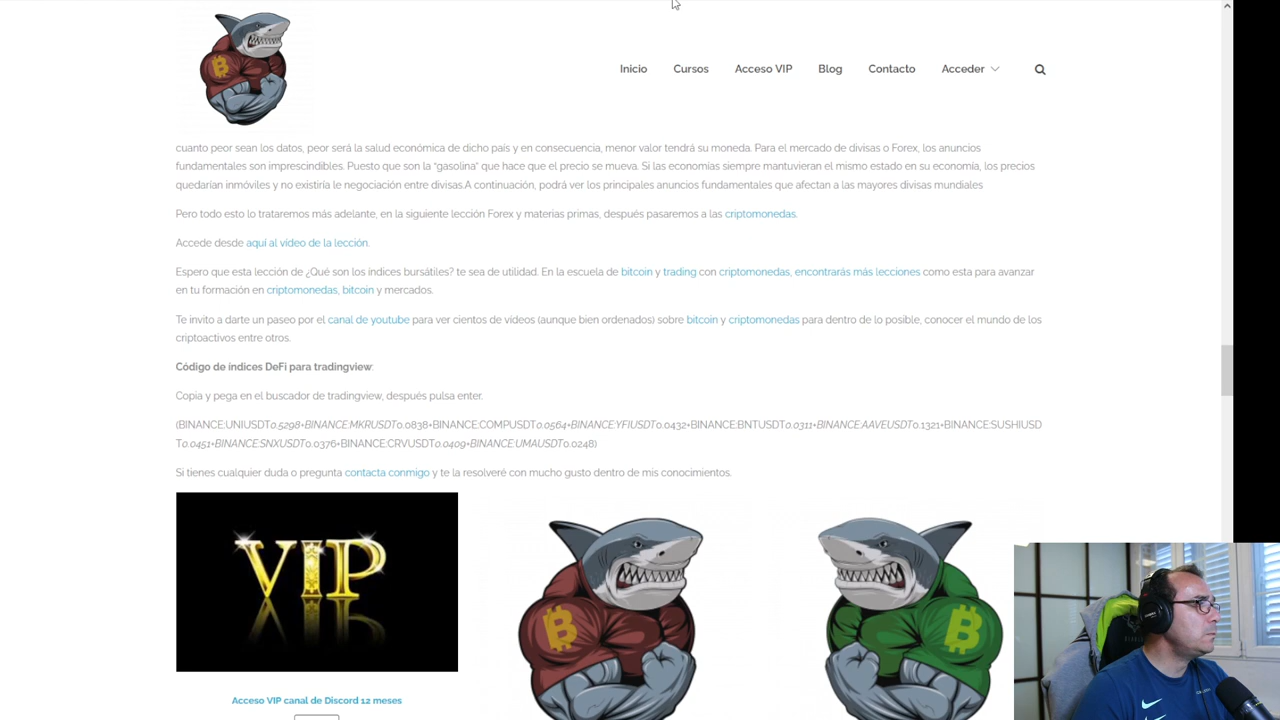 Inicio Cursos Acceso VIP Blog Contacto Acceder
cuanto peor sean los datos, peor será la salud económica de dicho país y en consecuencia, menor valor tendrá su moneda. Para el mercado de divisas o Forex, los anuncios
fundamentales son imprescindibles. Puesto que son la “gasolina” que hace que el precio se mueva. Si las economías siempre mantuvieran el mismo estado en su economía, los precios
quedarían inmóviles y no existiría le negociación entre divisas.A continuación, podrá ver los principales anuncios fundamentales que afectan a las mayores divisas mundiales
Pero todo esto lo trataremos más adelante, en la siguiente lección Forex y materias primas, después pasaremos a las criptomonedas.
Accede desde aquí al vídeo de la lección.
Espero que esta lección de ¿Qué son los índices bursátiles? te sea de utilidad. En la escuela de bitcoin y trading con criptomonedas, encontrarás más lecciones como esta para avanzar
en tu formación en criptomonedas, bitcoin y mercados.
Te invito a darte un paseo por el canal de youtube para ver cientos de vídeos (aunque bien ordenados) sobre bitcoin y criptomonedas para dentro de lo posible, conocer el mundo de los
criptoactivos entre otros.
Código de índices DeFi para tradingview:
Copia y pega en el buscador de tradingview, después pulsa enter.
(BINANCE:UNIUSDT0.5298+BINANCE:MKRUSDT0.0838+BINANCE:COMPUSDT0.0564+BINANCE:YFIUSDT0.0432+BINANCE:BNTUSDT0.0311+BINANCE:AAVEUSDT0.1321+BINANCE:SUSHIUSD
T0.0451+BINANCE:SNXUSDT0.0376+BINANCE:CRVUSDT0.0409+BINANCE:UMAUSDT0.0248)
Si tienes cualquier duda o pregunta contacta conmigo y te la resolveré con mucho gusto dentro de mis conocimientos.
VIP
Acceso VIP canal de Discord 12 meses